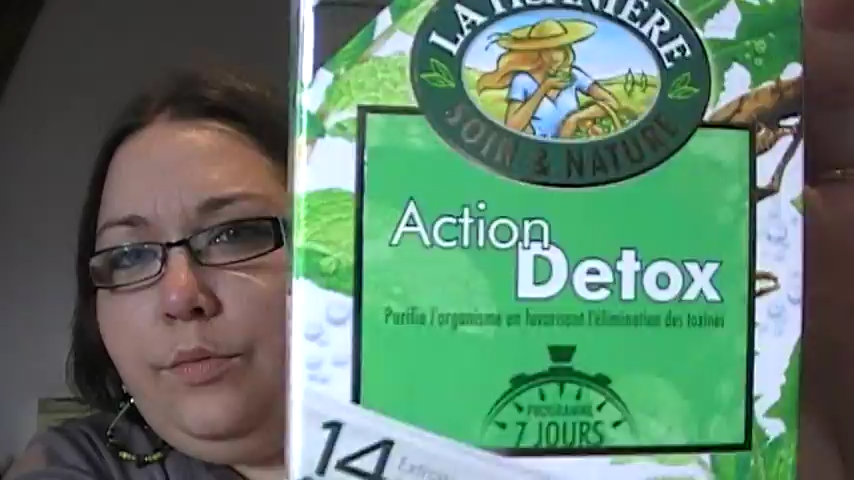 LA TISANIÈRE
SOIN & NATURE
Action
Detox
Purifie l'organisme en favorisant l'élimination des toxines
PROGRAMME
7 JOURS
14